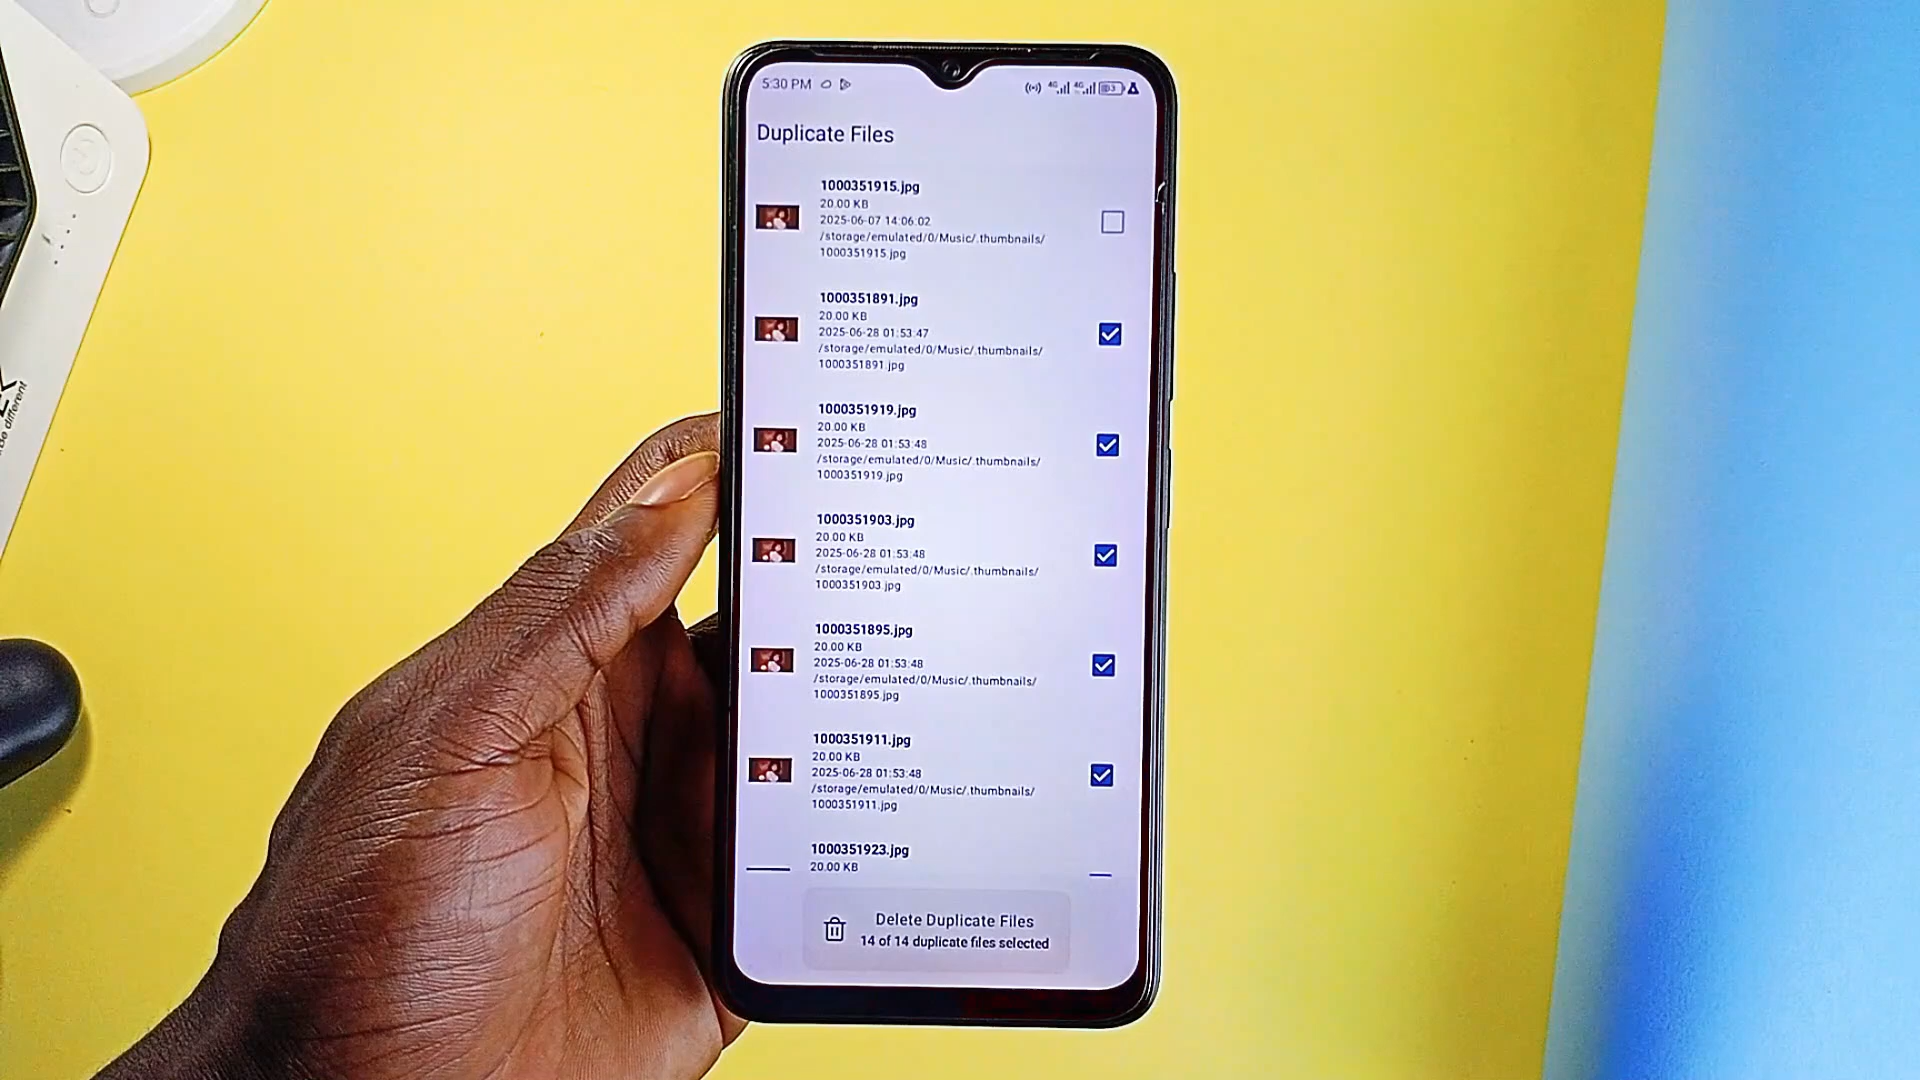 5:30 PM
Duplicate Files
1000351915.jpg
20.00 KB
2025-06-07 14:06:02
/storage/emulated/0/Music/.thumbnails/
1000351915.jpg
1000351891.jpg
20.00 KB
2025-06-28 01:53:47
/storage/emulated/0/Music/.thumbnails/
1000351891.jpg
1000351919.jpg
20.00 KB
2025-06-28 01:53:48
/storage/emulated/0/Music/.thumbnails/
1000351919.jpg
1000351903.jpg
20.00 KB
2025-06-28 01:53:48
/storage/emulated/0/Music/.thumbnails/
1000351903.jpg
1000351895.jpg
20.00 KB
2025-06-28 01:53:48
/storage/emulated/0/Music/.thumbnails/
1000351895.jpg
1000351911.jpg
20.00 KB
2025-06-28 01:53:48
/storage/emulated/0/Music/.thumbnails/
1000351911.jpg
1000351923.jpg
20.00 KB
Delete Duplicate Files
14 of 14 duplicate files selected
be different